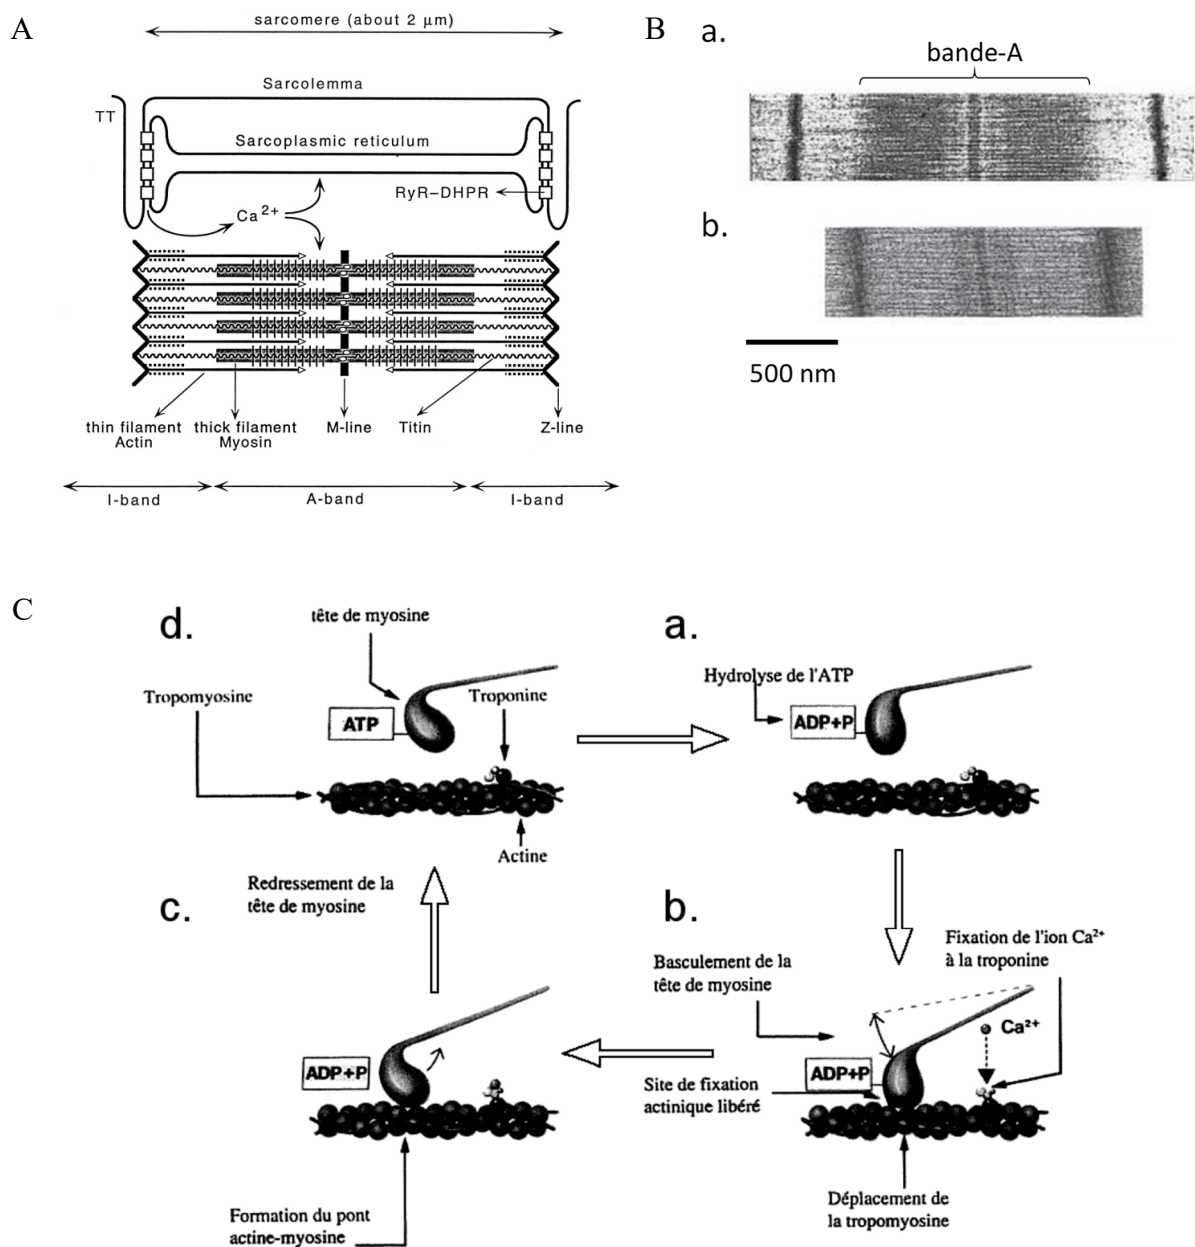 A
sarcomere (about 2 μm)
Sarcolemma
TT
Sarcoplasmic reticulum
RyR–DHPR
Ca2+
thin filament
Actin
thick filament
Myosin
M-line
Titin
Z-line
I-band
A-band
I-band
B
a.
bande-A
b.
500 nm
C
d.
tête de myosine
Tropomyosine
Troponine
ATP
Actine
a.
Hydrolyse de l'ATP
ADP+P
Redressement de la
tête de myosine
c.
ADP+P
Formation du pont
actine-myosine
b.
Basculement de la
tête de myosine
Fixation de l'ion Ca²⁺
à la troponine
Ca²⁺
ADP+P
Site de fixation
actinique libéré
Déplacement de
la tropomyosine